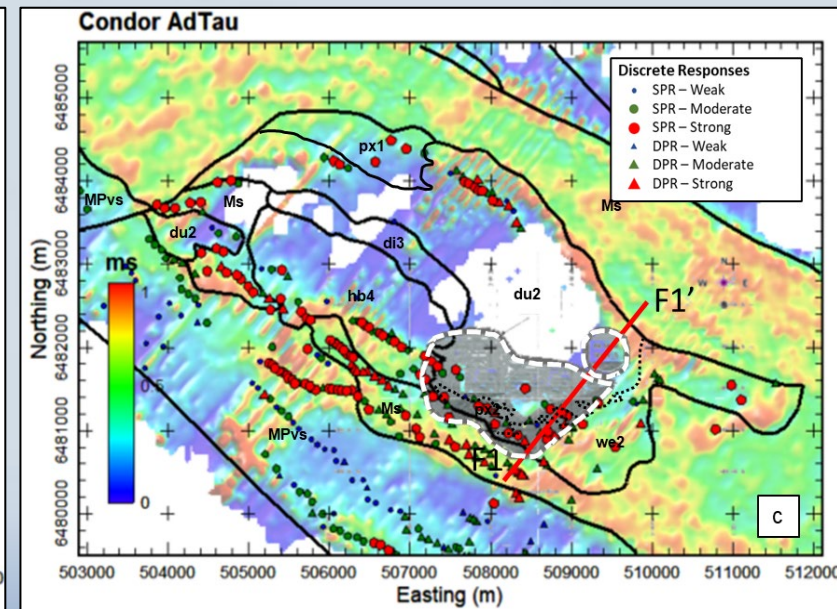 Condor AdTau
Discrete Responses
SPR – Weak
SPR – Moderate
SPR – Strong
DPR – Weak
DPR – Moderate
DPR – Strong
Northing (m)
6485000
6484000
6483000
6482000
6481000
6480000
px1
MPvs
Ms
Ms
du2
di3
ms
1
0.5
0
hb4
du2
F1'
Ms
MPvs
we2
F1
c
503000 504000 505000 506000 507000 508000 509000 510000 511000 512000
Easting (m)